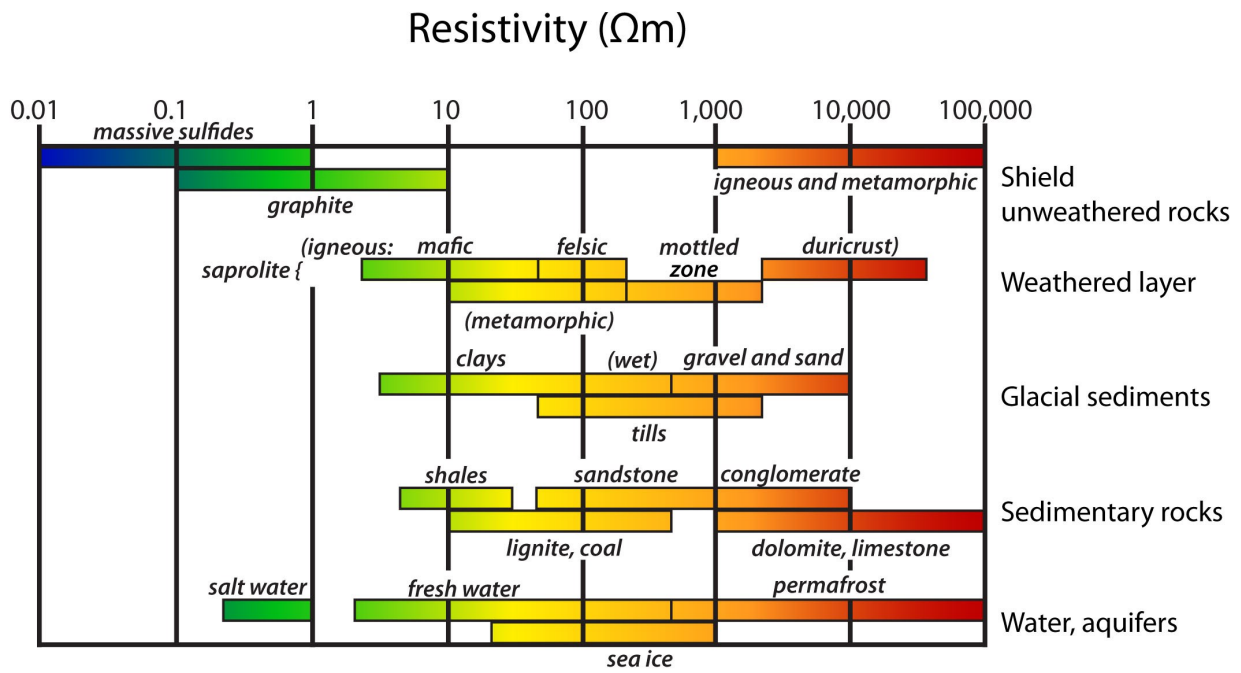 Resistivity (Ωm)
0.01 0.1 1 10 100 1,000 10,000 100,000
massive sulfides
igneous and metamorphic
graphite
Shield
unweathered rocks
saprolite { (igneous: mafic felsic mottled
zone duricrust)
(metamorphic)
Weathered layer
clays (wet) gravel and sand
tills
Glacial sediments
shales sandstone conglomerate
lignite, coal dolomite, limestone
Sedimentary rocks
salt water fresh water permafrost
sea ice
Water, aquifers